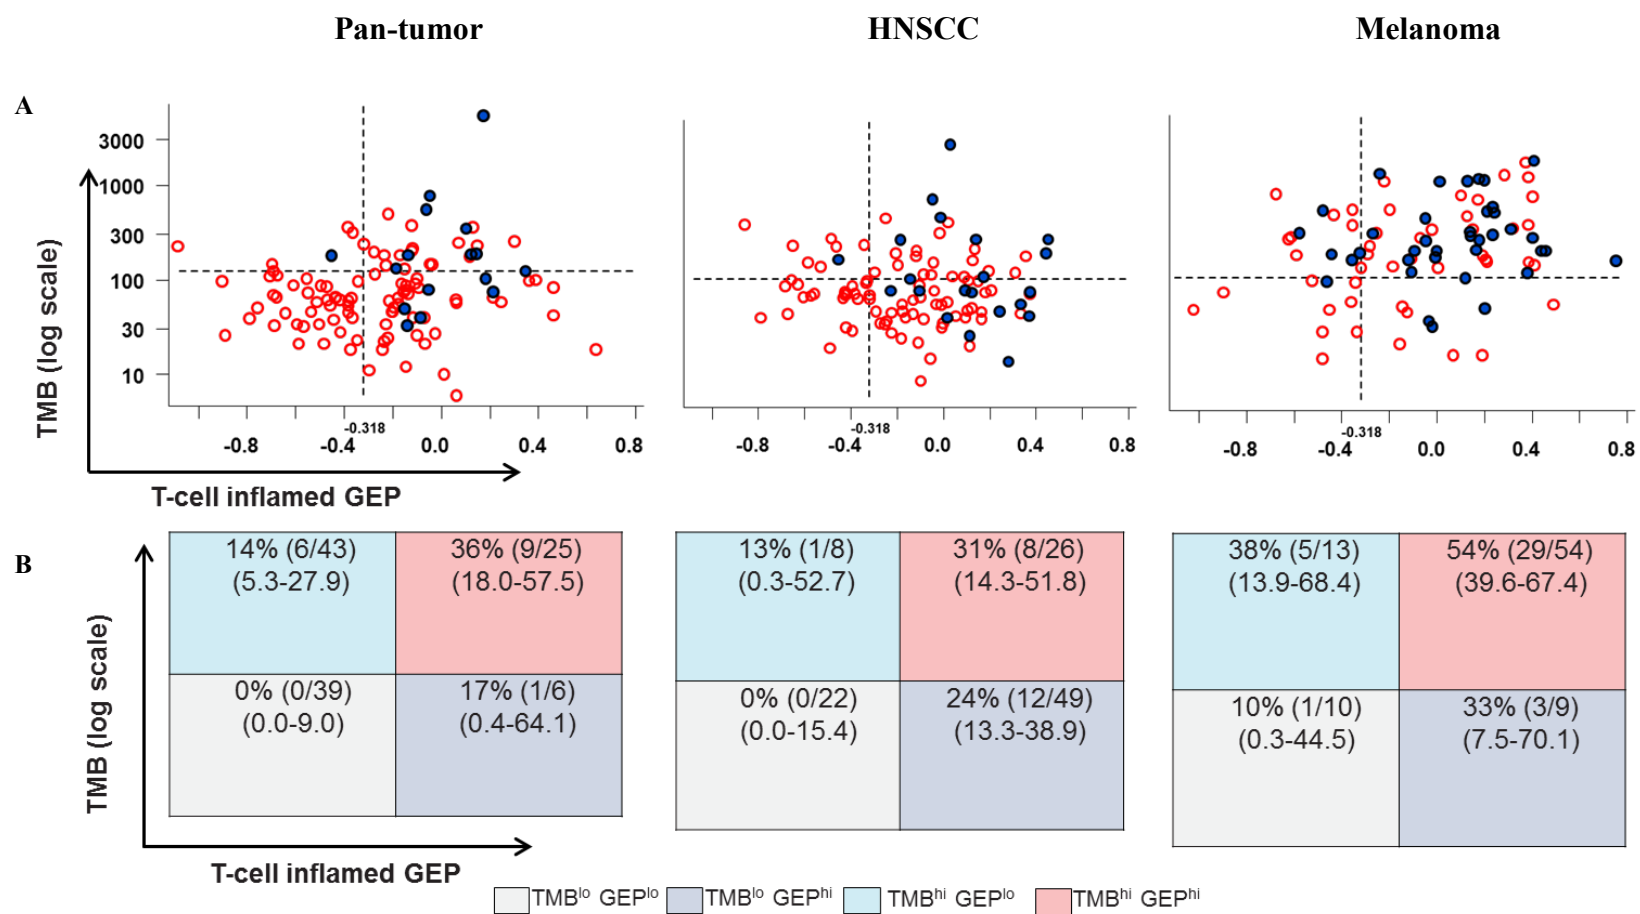 Pan-tumor HNSCC Melanoma
A
TMB (log scale)
3000
1000
300
100
30
10
-0.318 -0.318 -0.318
-0.8 -0.4 0.0 0.4 0.8 -0.8 -0.4 0.0 0.4 0.8 -0.8 -0.4 0.0 0.4 0.8
T-cell inflamed GEP
B
TMB (log scale)
14% (6/43) 36% (9/25) 13% (1/8) 31% (8/26) 38% (5/13) 54% (29/54)
(5.3-27.9) (18.0-57.5) (0.3-52.7) (14.3-51.8) (13.9-68.4) (39.6-67.4)
0% (0/39) 17% (1/6) 0% (0/22) 24% (12/49) 10% (1/10) 33% (3/9)
(0.0-9.0) (0.4-64.1) (0.0-15.4) (13.3-38.9) (0.3-44.5) (7.5-70.1)
T-cell inflamed GEP
TMBlo GEPlo TMBlo GEPhi TMBhi GEPlo TMBhi GEPhi